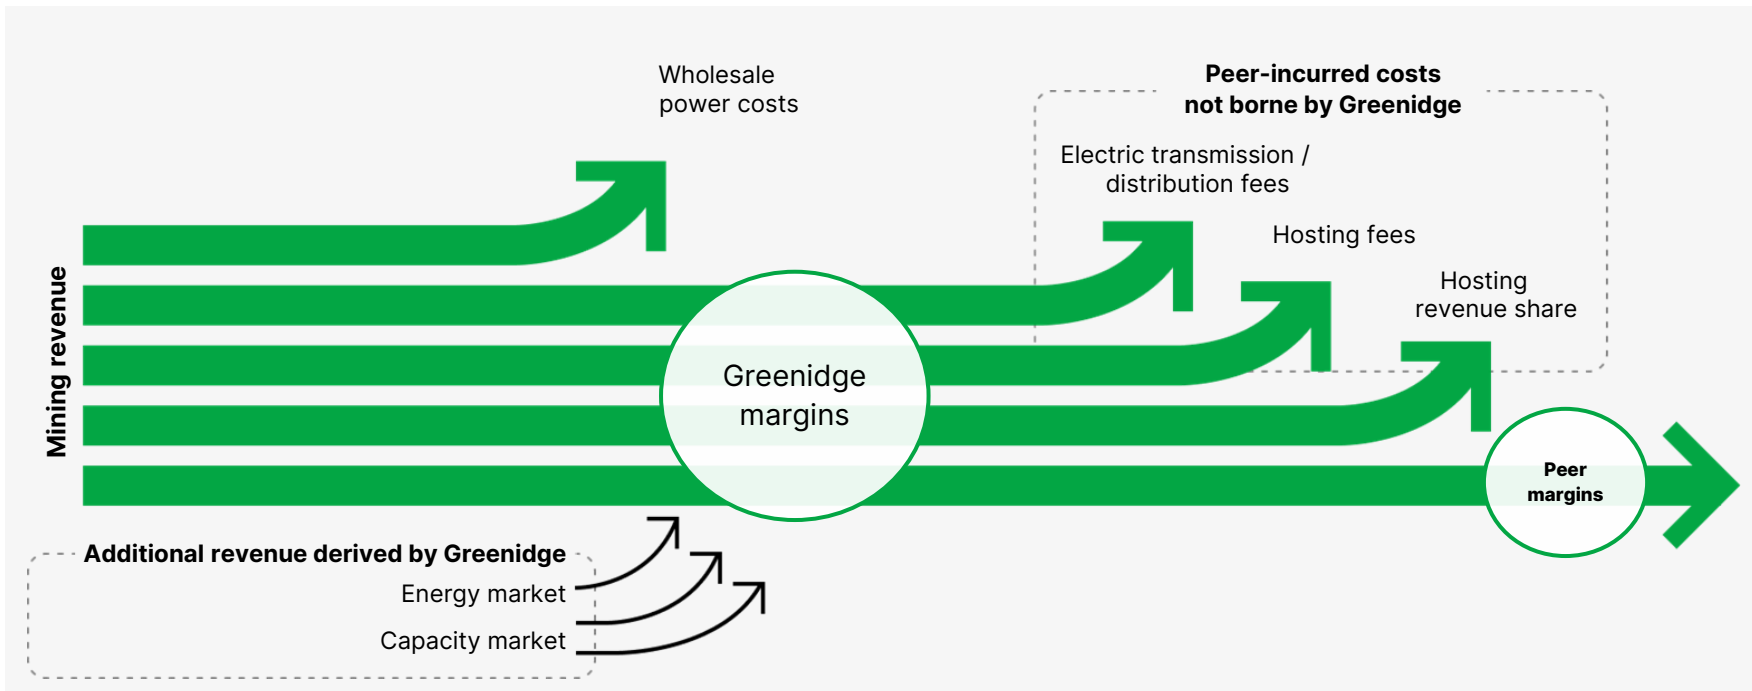 Wholesale
power costs
Peer-incurred costs
not borne by Greenidge
Electric transmission /
distribution fees
Hosting fees
Hosting
revenue share
Mining revenue
Greenidge
margins
Peer
margins
Additional revenue derived by Greenidge
Energy market
Capacity market